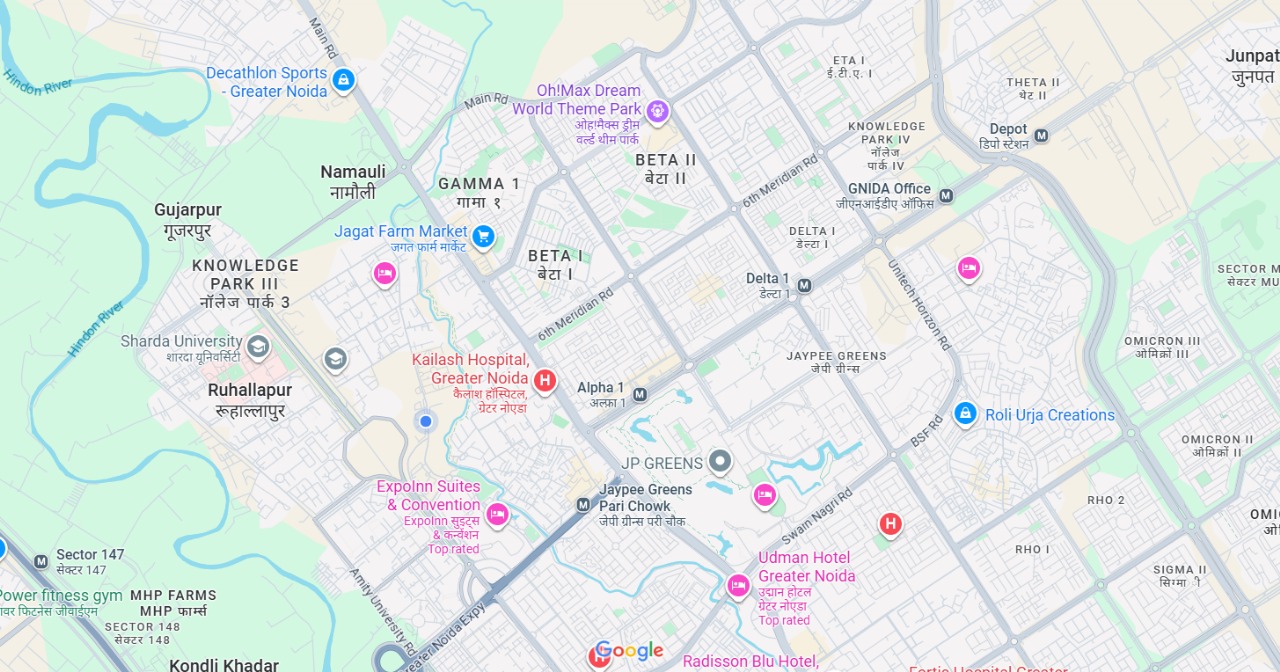 Main Rd
Hindon River
Decathlon Sports
- Greater Noida
Oh!Max Dream
World Theme Park
ओह!मैक्स ड्रीम
वर्ल्ड थीम पार्क
Main Rd
ETA I
ई.टी.ए. I
THETA II
थेटा II
Junpat
जुनपत
KNOWLEDGE
PARK IV
नॉलेज
पार्क IV
Depot
डिपो स्टेशन
Namauli
नामौली
GAMMA 1
गामा १
BETA II
बेटा II
6th Meridian Rd
GNIDA Office
जीएनआईडीए ऑफिस
Gujarpur
गूजरपुर
Jagat Farm Market
जगत फार्म मार्केट
DELTA I
डेल्टा I
BETA I
बेटा I
KNOWLEDGE
PARK III
नॉलेज पार्क 3
Delta 1
डेल्टा 1
Unitech Horizon Rd
SECTOR M
सेक्टर MU
6th Meridian Rd
Hindon River
Sharda University
शारदा यूनिवर्सिटी
Kailash Hospital,
Greater Noida
कैलाश हॉस्पिटल,
ग्रेटर नोएडा
JAYPEE GREENS
जेपी ग्रीन्स
OMICRON III
ओमिक्रॉ III
Ruhallapur
रूहाल्लापुर
Alpha 1
अल्फ़ा 1
Roli Urja Creations
BSF Rd
OMICRON II
ओमिक्रॉ II
JP GREENS
ExpoInn Suites
& Convention
ExpoInn सुइट्स
& कन्वेंशन
Top rated
Jaypee Greens
Pari Chowk
जेपी ग्रीन्स परी चौक
Swain Nagri Rd
RHO 2
OMI
RHO I
Sector 147
सेक्टर 147
Udman Hotel
Greater Noida
उद्यान होटल
ग्रेटर नोएडा
Top rated
SIGMA II
Power fitness gym
MHP FARMS
MHP फार्म्स
SECTOR 148
सेक्टर 148
Amity University Rd
Greater Noida Expy
Kondli Khadar
Google
Radisson Blu Hotel,
Fortis Hospital Greater